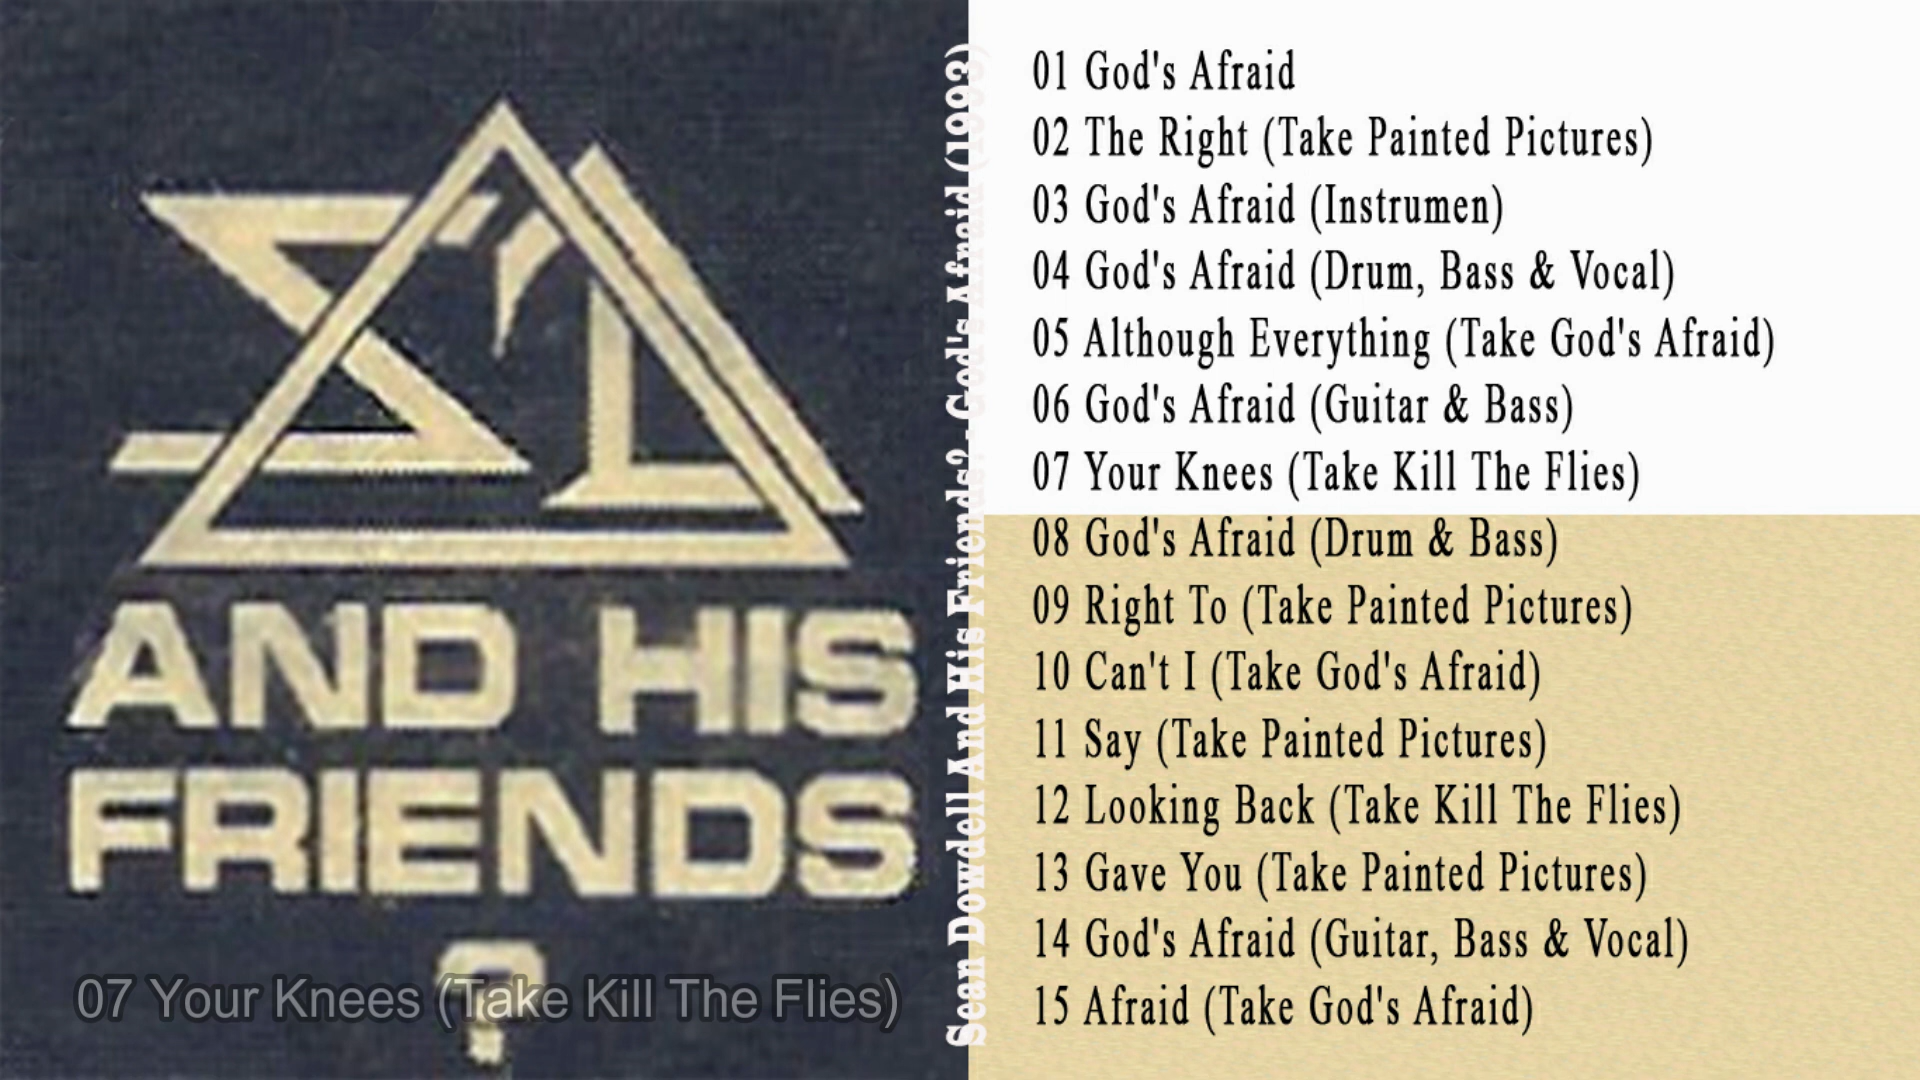 AND HIS
FRIENDS
?
07 Your Knees (Take Kill The Flies)
Sean Dowdell And His Friends? - God's Afraid (1993)
01 God's Afraid
02 The Right (Take Painted Pictures)
03 God's Afraid (Instrumen)
04 God's Afraid (Drum, Bass & Vocal)
05 Although Everything (Take God's Afraid)
06 God's Afraid (Guitar & Bass)
07 Your Knees (Take Kill The Flies)
08 God's Afraid (Drum & Bass)
09 Right To (Take Painted Pictures)
10 Can't I (Take God's Afraid)
11 Say (Take Painted Pictures)
12 Looking Back (Take Kill The Flies)
13 Gave You (Take Painted Pictures)
14 God's Afraid (Guitar, Bass & Vocal)
15 Afraid (Take God's Afraid)